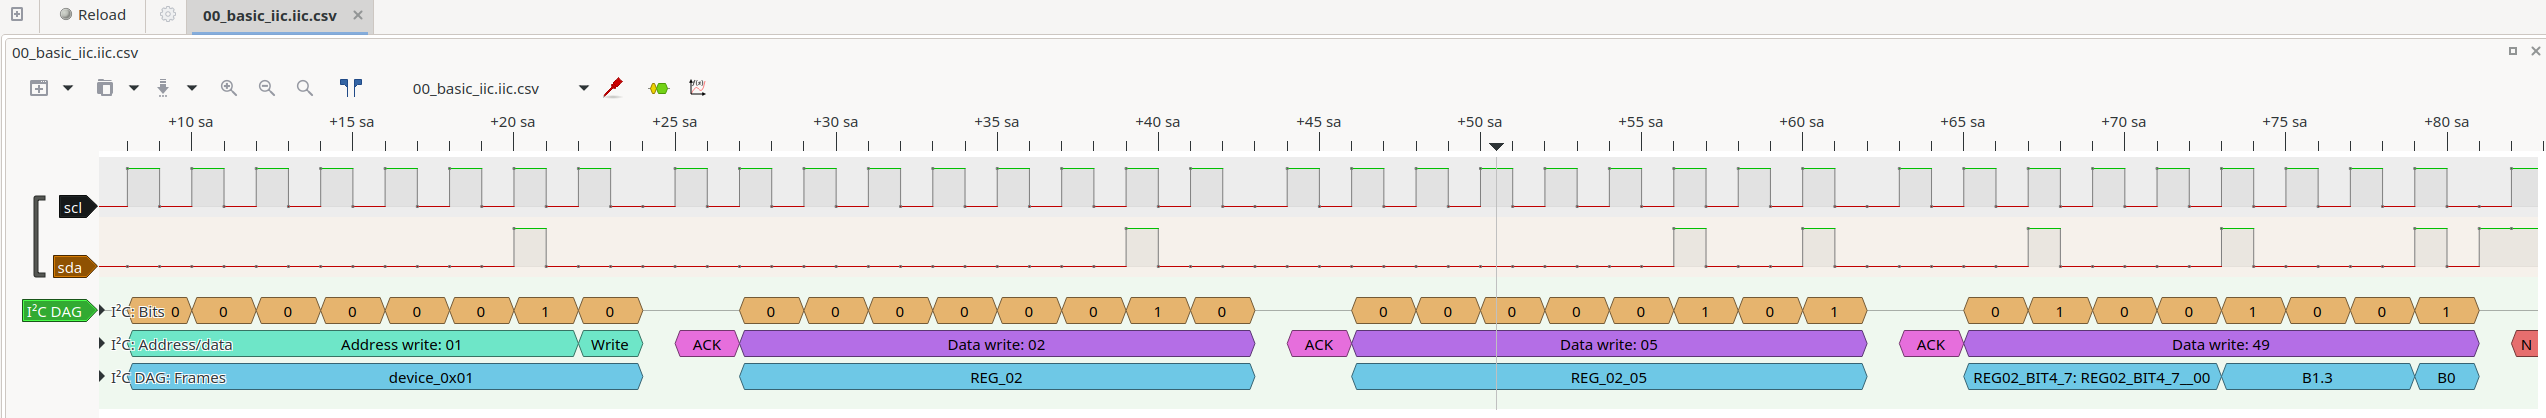 Reload 00_basic_iic.iic.csv
00_basic_iic.iic.csv
00_basic_iic.iic.csv
+10 sa +15 sa +20 sa +25 sa +30 sa +35 sa +40 sa +45 sa +50 sa +55 sa +60 sa +65 sa +70 sa +75 sa +80 sa
scl
sda
I²C DAG I²C: Bits 0 0 0 0 0 0 1 0 0 0 0 0 0 0 1 0 0 0 0 0 0 1 0 1 0 1 0 0 1 0 0 1
I²C: Address/data Address write: 01 Write ACK Data write: 02 ACK Data write: 05 ACK Data write: 49 N
I²C DAG: Frames device_0x01 REG_02 REG_02_05 REG02_BIT4_7: REG02_BIT4_7__00 B1.3 B0